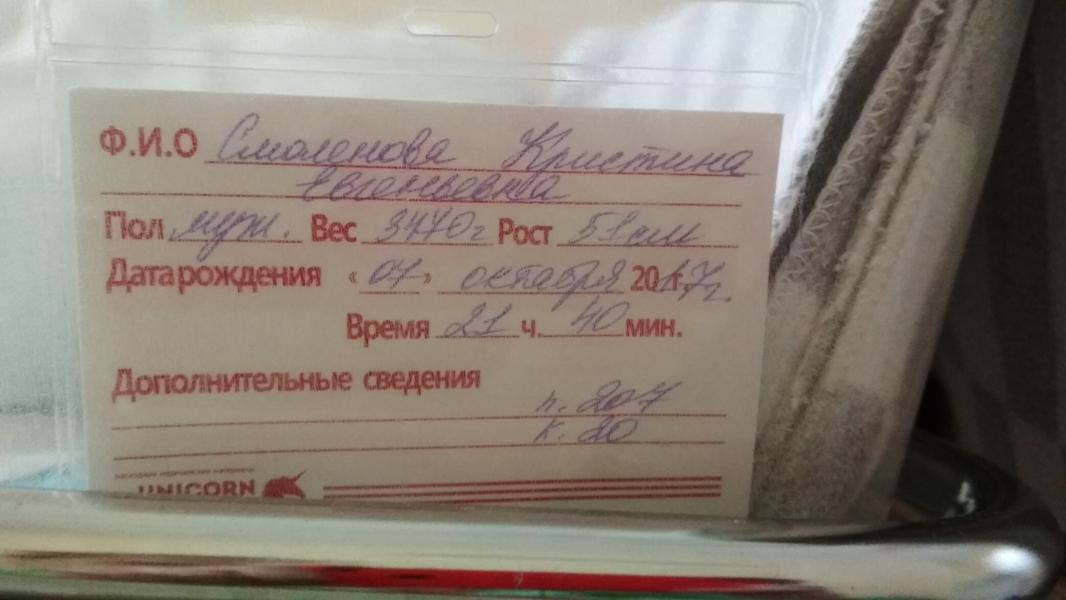 Ф.И.О Смоленова Кристина
Евгеньевна
Пол муж. Вес 3470г Рост 51см
Дата рождения «07» октября 2017г.
Время 21 ч. 40 мин.
Дополнительные сведения
п. 207
к. 20
UNICORN